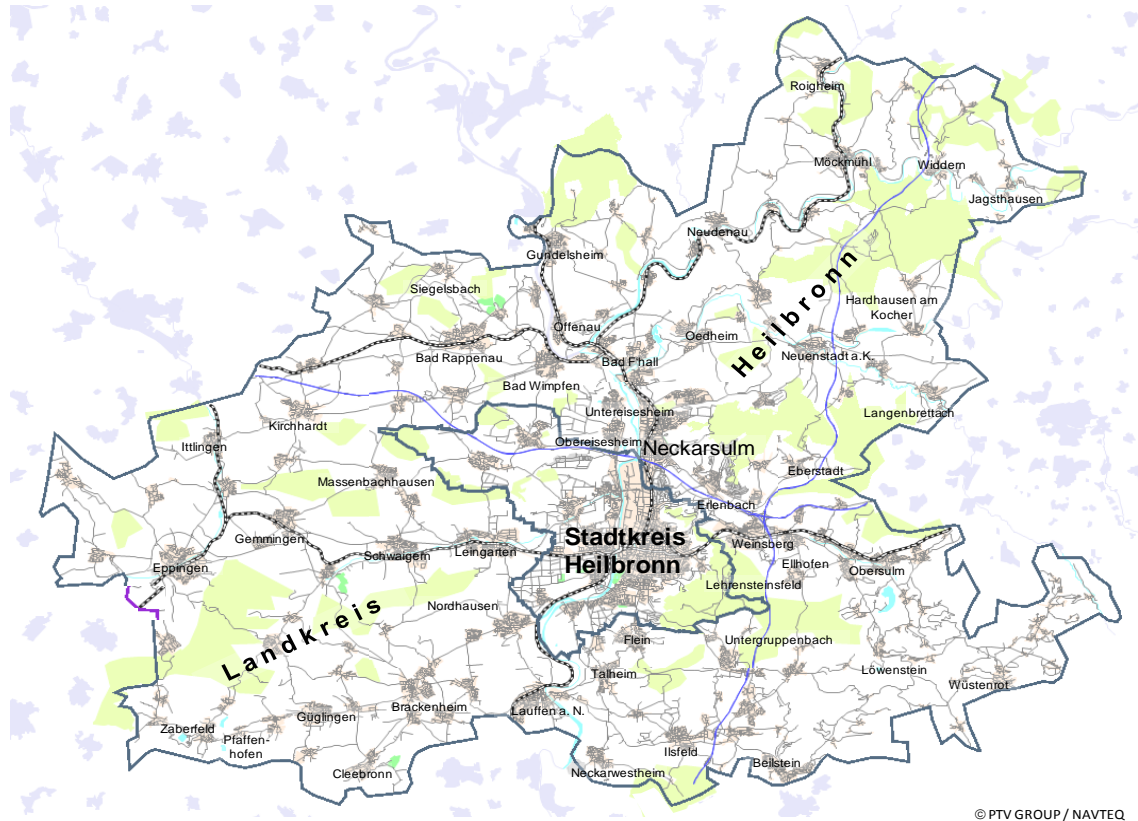 Roigheim
Möckmühl
Widdern
Jagsthausen
Neudenau
Gundelsheim
Siegelsbach
Hardhausen am
Kocher
Heilbronn
Offenau
Oedheim
Bad Rappenau
Bad F'hall
Neuenstadt a.K.
Bad Wimpfen
Untereisesheim
Langenbrettach
Kirchhardt
Obereisesheim
Neckarsulm
Ittlingen
Eberstadt
Massenbachhausen
Erlenbach
Gemmingen
Stadtkreis
Heilbronn
Schwaigern
Leingarten
Weinsberg
Eppingen
Ellhofen
Obersulm
Lehrensteinsfeld
Nordhausen
Landkreis
Flein
Untergruppenbach
Talheim
Löwenstein
Wüstenrot
Lauffen a. N.
Brackenheim
Güglingen
Zaberfeld
Pfaffen-
hofen
Ilsfeld
Cleebronn
Neckarwestheim
Beilstein
© PTV GROUP / NAVTEQ